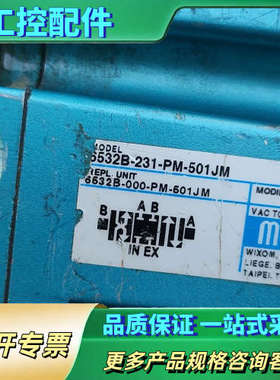 工控配件
MODEL
6532B-231-PM-501JM
REPL. UNIT
6532B-000-PM-501JM
MODI
VAC TO
A B
B A
IN EX
WIXOM,
LIEGE, B
TAIPEI, T
品质保证 一站式采
开专票 更多产品规格咨询客